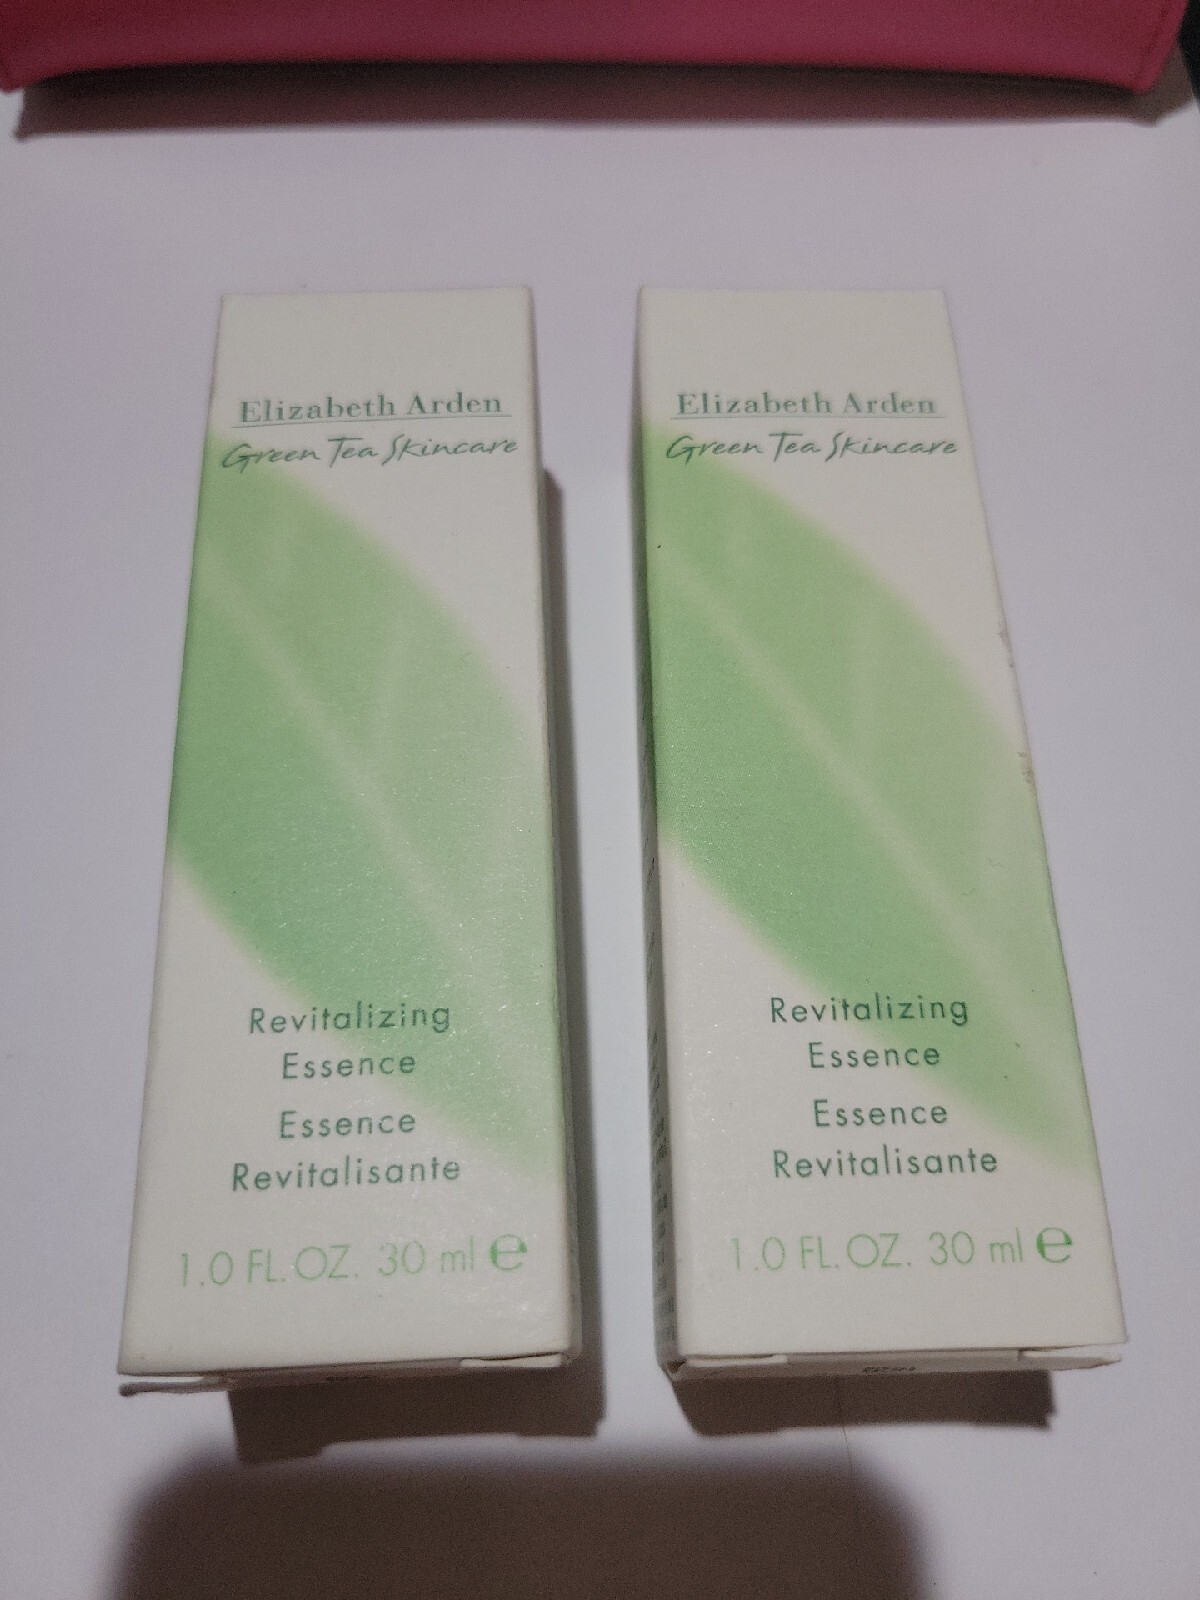 Elizabeth Arden
Green Tea Skincare
Revitalizing
Essence
Essence
Revitalisante
1.0 FL. OZ. 30 ml e
Elizabeth Arden
Green Tea Skincare
Revitalizing
Essence
Essence
Revitalisante
1.0 FL. OZ. 30 ml e